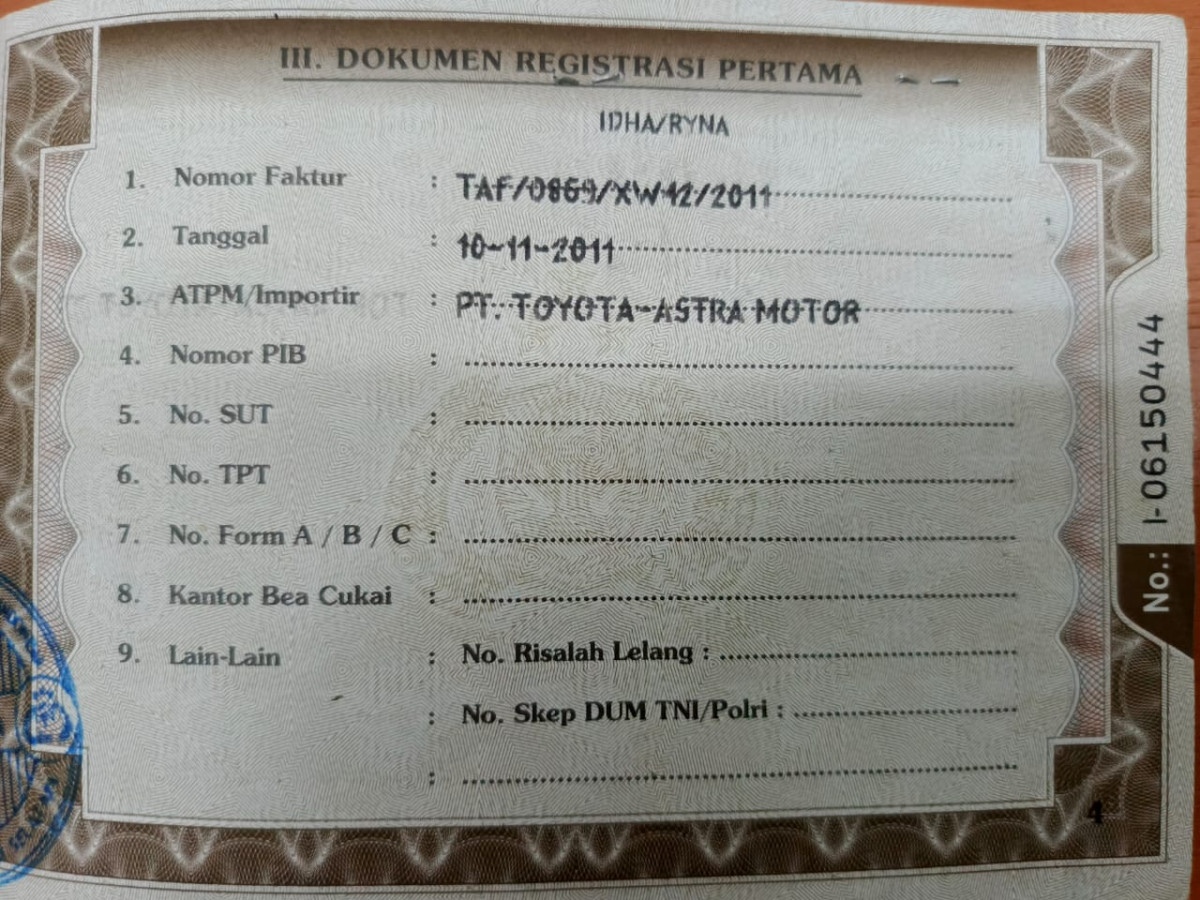 III. DOKUMEN REGISTRASI PERTAMA
IDHA/RYNA
1. Nomor Faktur : TAF/0869/XW12/2011
2. Tanggal : 10-11-2011
3. ATPM/Importir : PT. TOYOTA-ASTRA MOTOR
4. Nomor PIB :
5. No. SUT :
6. No. TPT :
7. No. Form A / B / C :
8. Kantor Bea Cukai :
9. Lain-Lain : No. Risalah Lelang :
: No. Skep DUM TNI/Polri :
:
4
No.: I-06150444